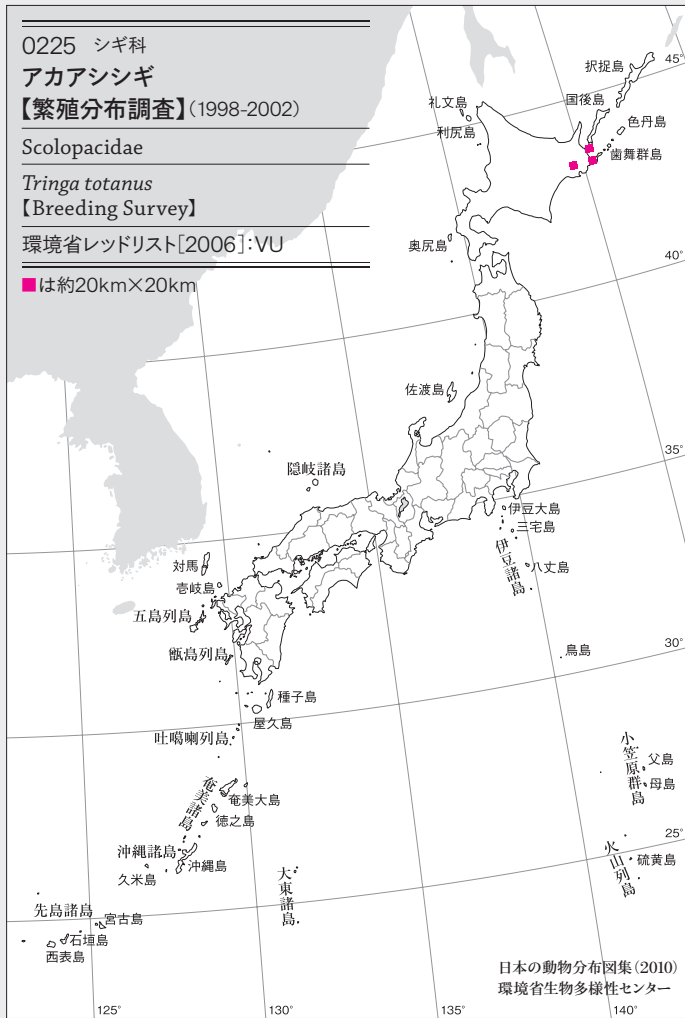 0225 シギ科
アカアシシギ
【繁殖分布調査】(1998-2002)
Scolopacidae
Tringa totanus
【Breeding Survey】
環境省レッドリスト[2006]:VU
■は約20km×20km
択捉島
45°
国後島
礼文島
色丹島
利尻島
歯舞群島
奥尻島
40°
佐渡島
35°
隠岐諸島
伊豆大島
三宅島
伊豆諸島
八丈島
対馬
壱岐島
五島列島
甑島列島
鳥島
30°
種子島
屋久島
吐噶喇列島
小笠原群島
父島
母島
奄美諸島
奄美大島
徳之島
25°
沖縄諸島
沖縄島
久米島
火山列島
硫黄島
大東諸島
先島諸島
宮古島
石垣島
西表島
日本の動物分布図集(2010)
環境省生物多様性センター
125°
130°
135°
140°